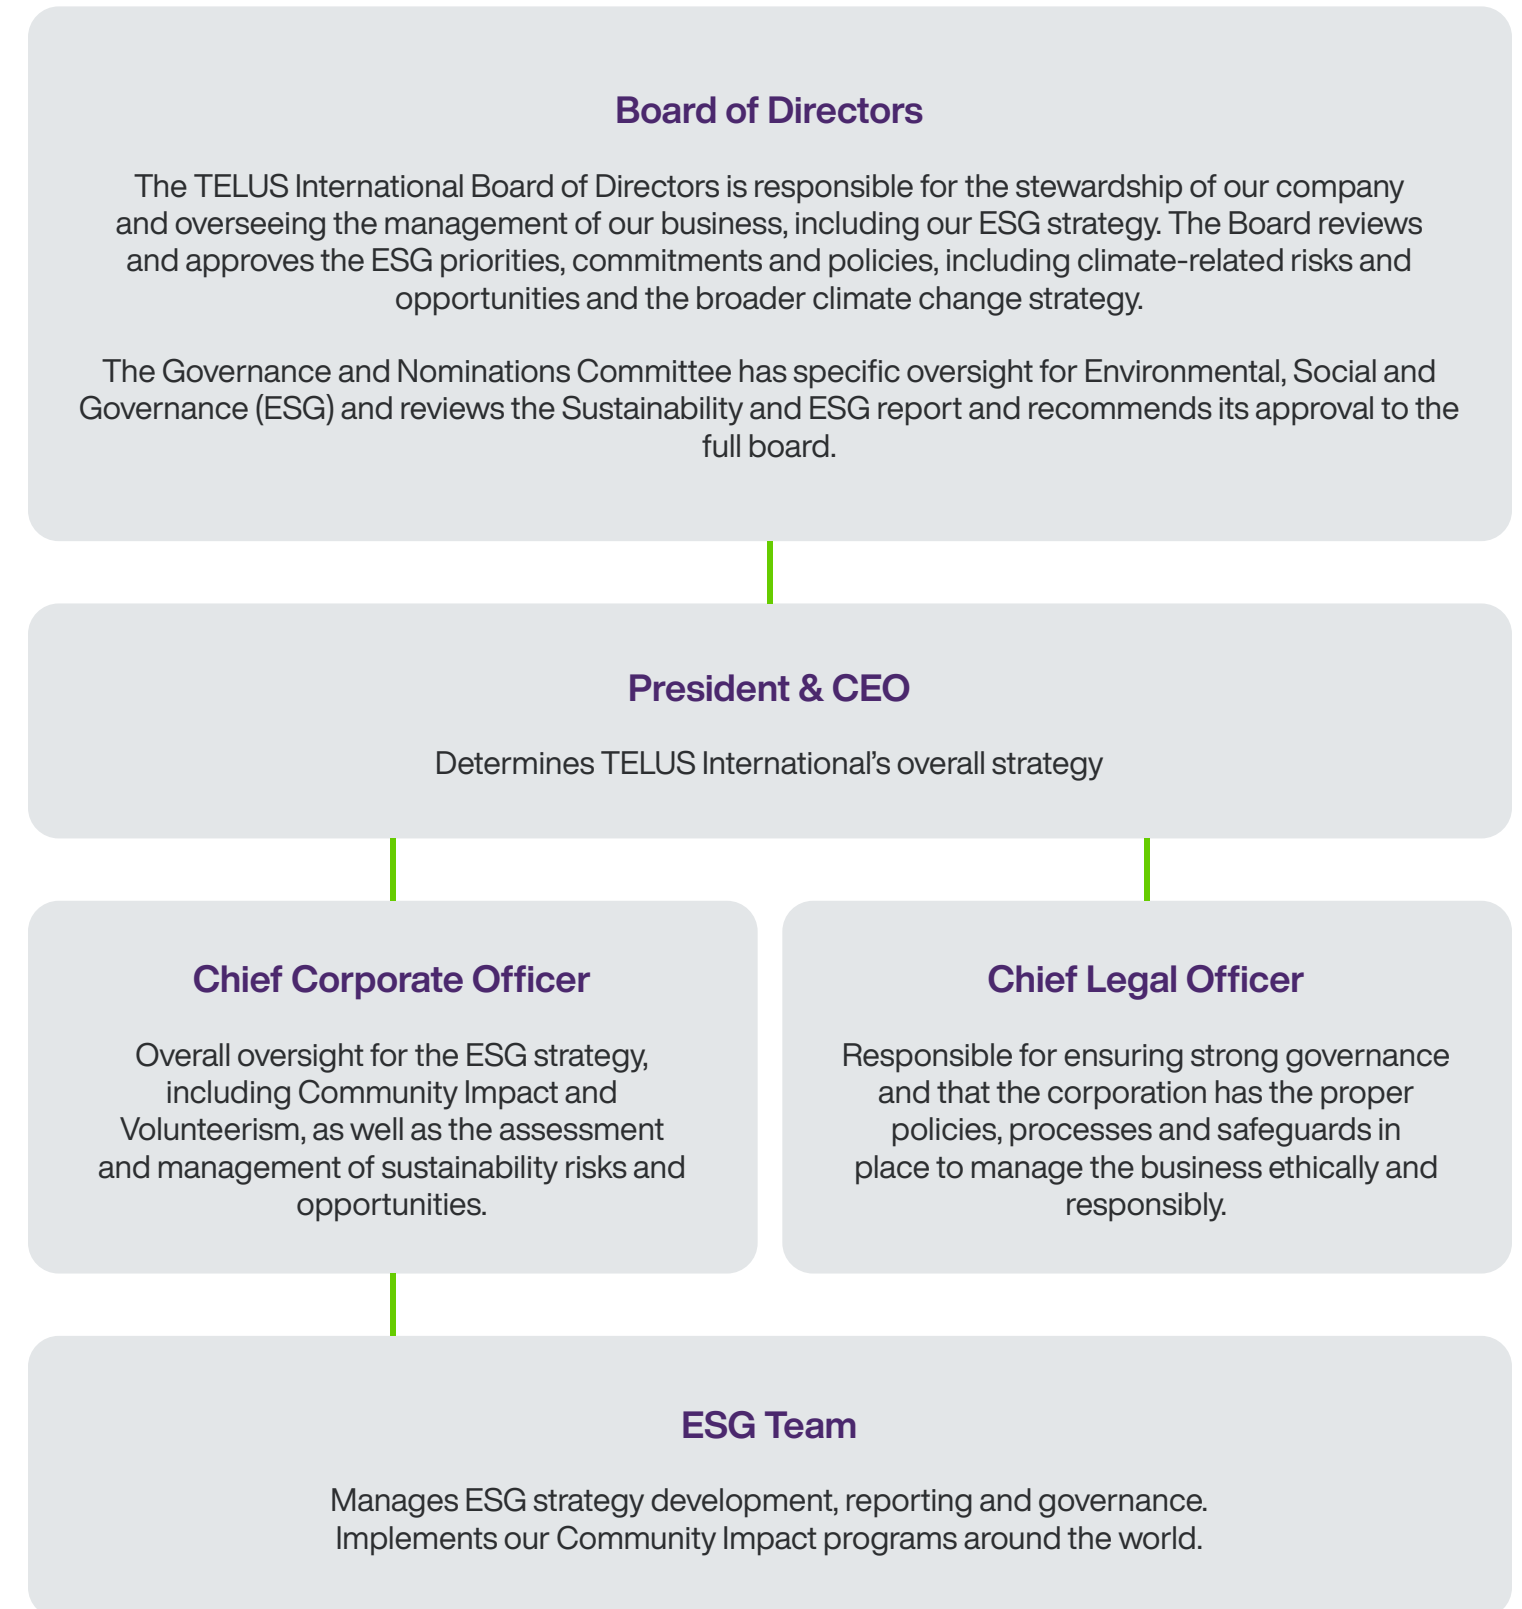 Board of Directors
The TELUS International Board of Directors is responsible for the stewardship of our company
and overseeing the management of our business, including our ESG strategy. The Board reviews
and approves the ESG priorities, commitments and policies, including climate-related risks and
opportunities and the broader climate change strategy.
The Governance and Nominations Committee has specific oversight for Environmental, Social and
Governance (ESG) and reviews the Sustainability and ESG report and recommends its approval to the
full board.
President & CEO
Determines TELUS International’s overall strategy
Chief Corporate Officer
Overall oversight for the ESG strategy,
including Community Impact and
Volunteerism, as well as the assessment
and management of sustainability risks and
opportunities.
Chief Legal Officer
Responsible for ensuring strong governance
and that the corporation has the proper
policies, processes and safeguards in
place to manage the business ethically and
responsibly.
ESG Team
Manages ESG strategy development, reporting and governance.
Implements our Community Impact programs around the world.